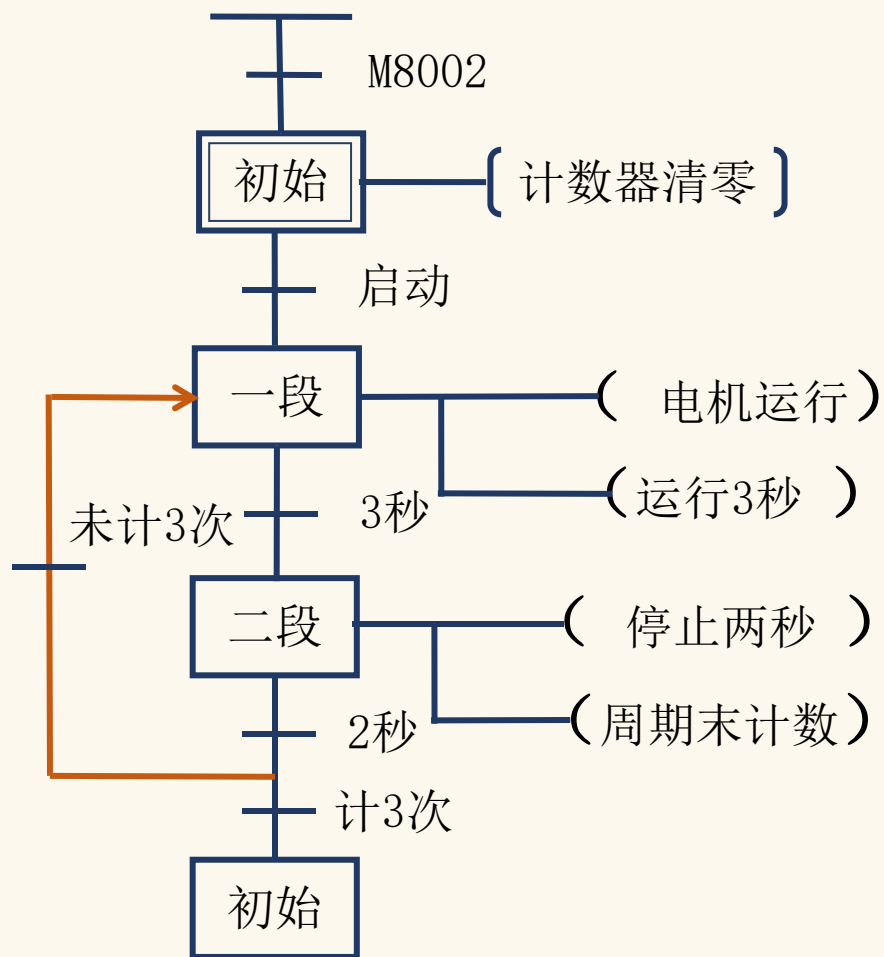 M8002
初始
〔 计数器清零 〕
启动
一段
( 电机运行 )
3秒
( 运行3秒 )
未计3次
二段
( 停止两秒 )
2秒
( 周期末计数 )
计3次
初始